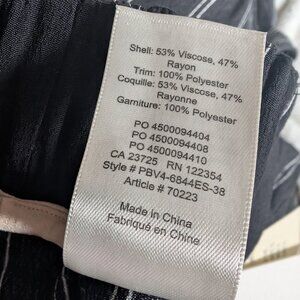 Shell: 53% Viscose, 47%
Rayon
Trim: 100% Polyester
Coquille: 53% Viscose, 47%
Rayonne
Garniture: 100% Polyester
PO 4500094404
PO 4500094408
PO 4500094410
CA 23725 RN 122354
Style # PBV4-6844ES-38
Article # 70223
Made in China
Fabriqué en China